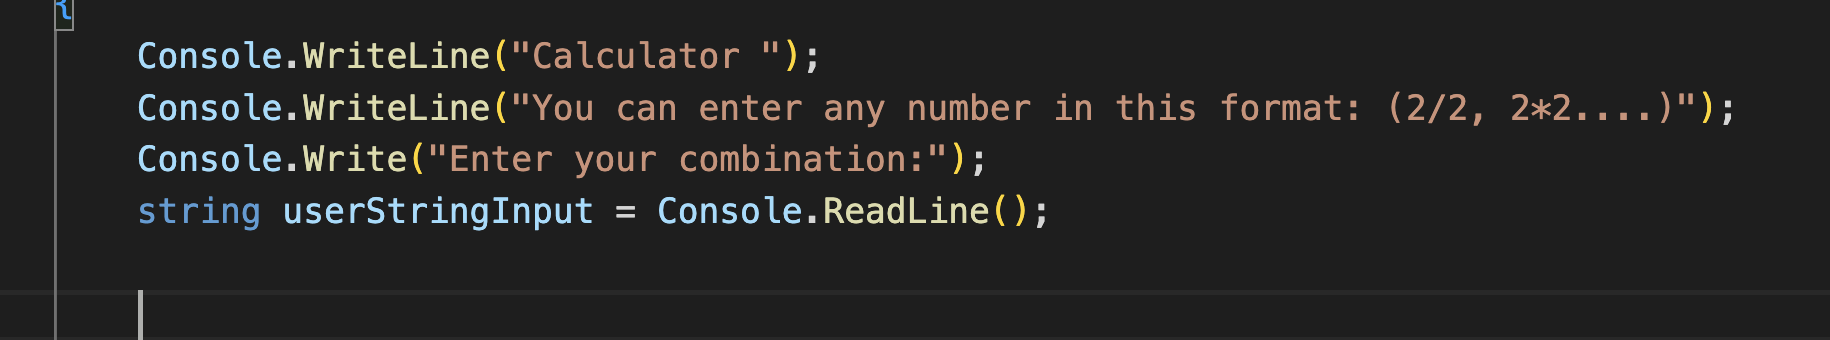 {
Console.WriteLine("Calculator ");
Console.WriteLine("You can enter any number in this format: (2/2, 2*2....)");
Console.Write("Enter your combination:");
string userStringInput = Console.ReadLine();